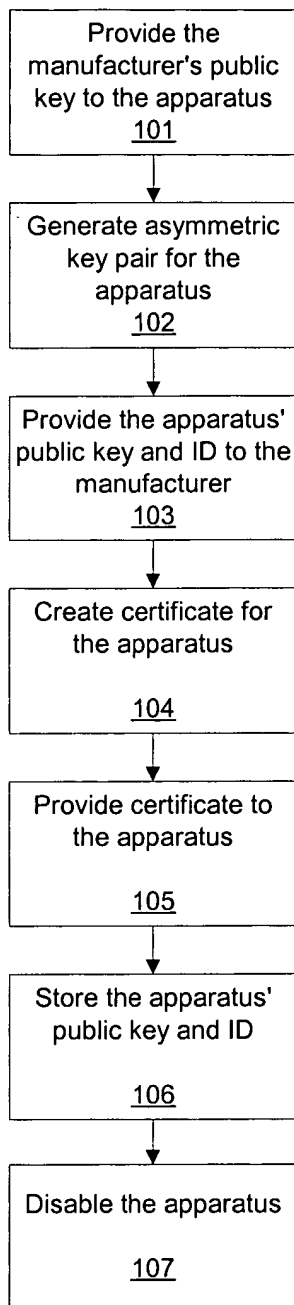 Provide the
manufacturer's public
key to the apparatus
101
Generate asymmetric
key pair for the
apparatus
102
Provide the apparatus'
public key and ID to the
manufacturer
103
Create certificate for
the apparatus
104
Provide certificate to
the apparatus
105
Store the apparatus'
public key and ID
106
Disable the apparatus
107